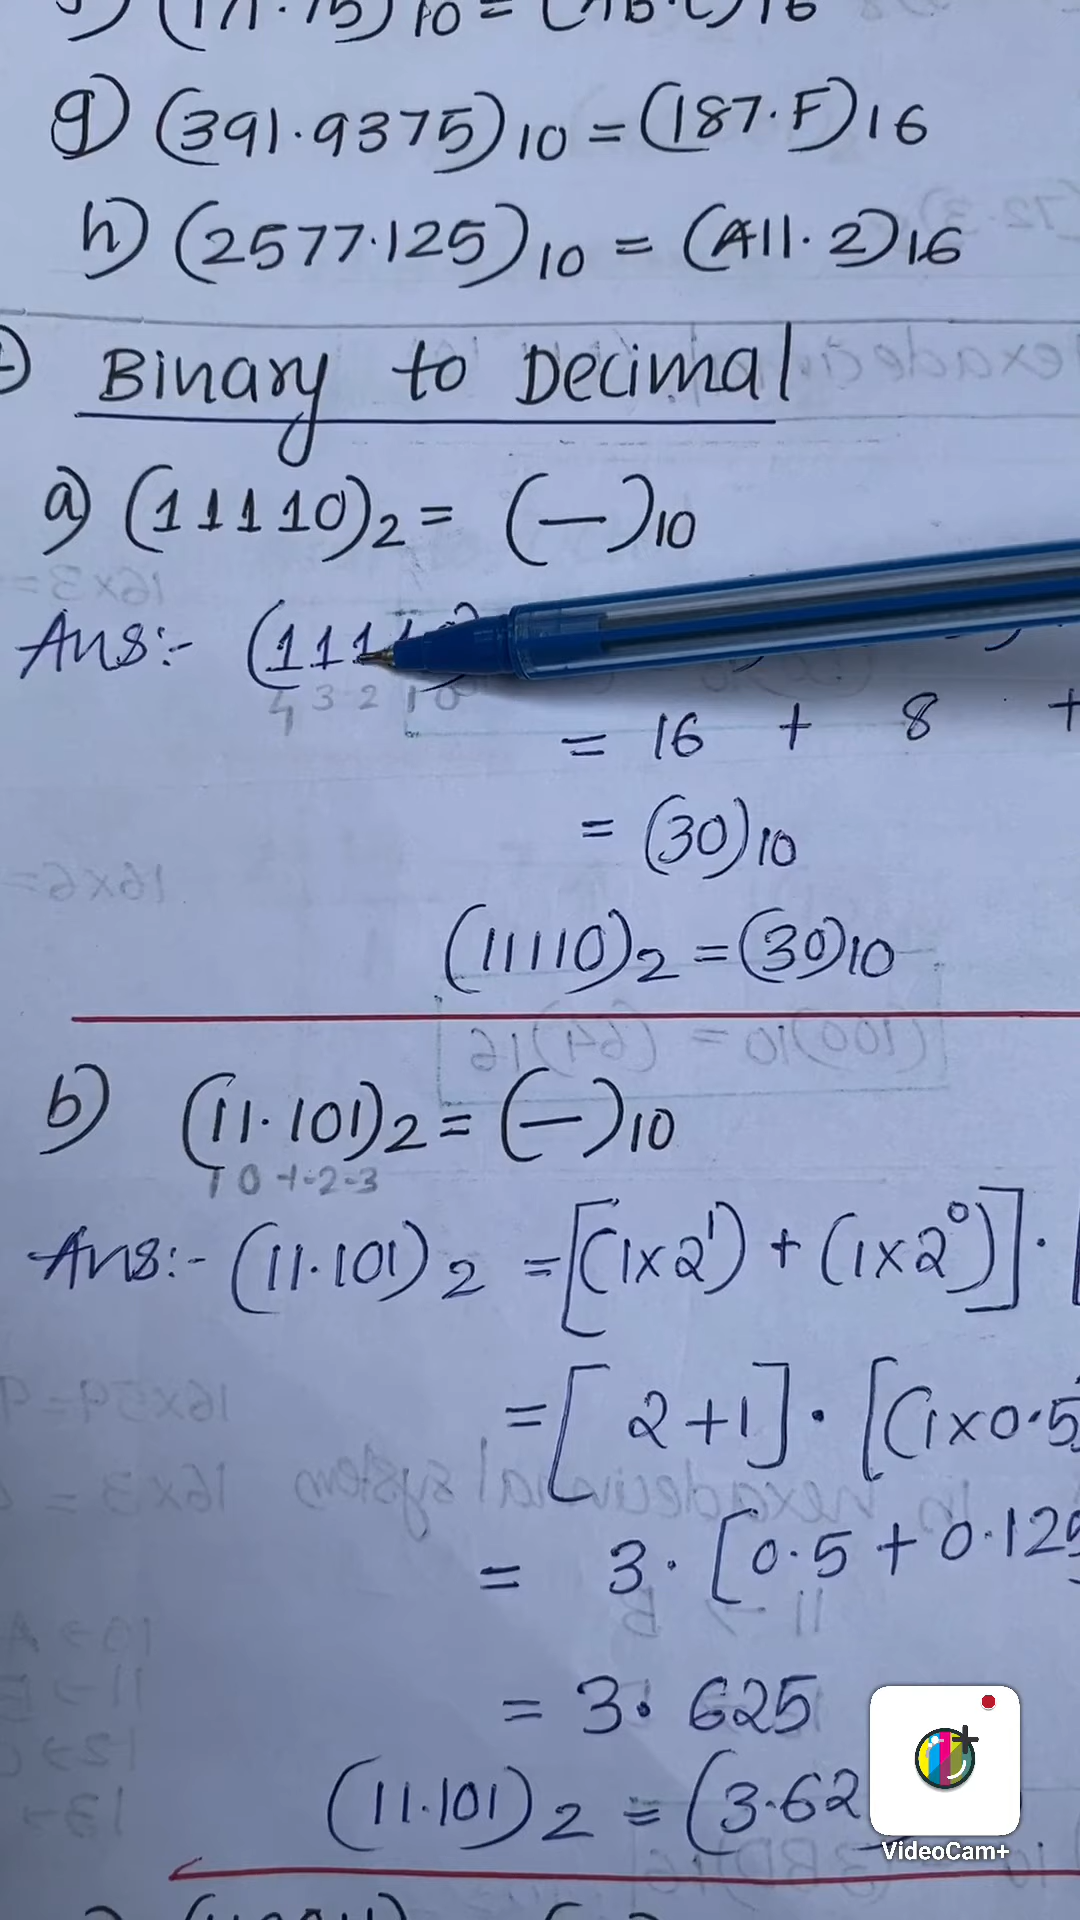 g) (391.9375)10 = (187.F)16
h) (2577.125)10 = (A11.2)16
Binary to Decimal
a) (11110)2 = (—)10
Ans:- (111
4 3 2 1 0
= 16 + 8 +
= (30)10
(11110)2 = (30)10
b) (11.101)2 = (—)10
1 0 -1-2-3
Ans:- (11.101)2 = [(1x2¹) + (1x2⁰)] . [
= [2+1] . [(1x0.5
= 3. [0.5 + 0.125
= 3.625
(11.101)2 = (3.62
VideoCam+